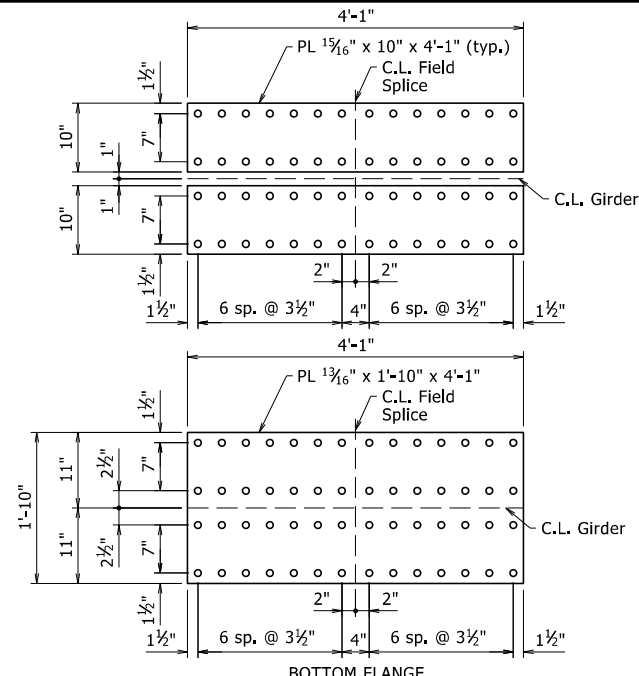 4'-1"
PL 15⁄16" x 10" x 4'-1" (typ.)
C.L. Field
Splice
1½"
10"
7"
1"
1"
10"
7"
1½"
C.L. Girder
2" 2"
1½" 6 sp. @ 3½" 4" 6 sp. @ 3½" 1½"
4'-1"
PL 13⁄16" x 1'-10" x 4'-1"
C.L. Field
Splice
1½"
11"
7"
2½"
1'-10"
C.L. Girder
11"
2½"
7"
1½"
2" 2"
1½" 6 sp. @ 3½" 4" 6 sp. @ 3½" 1½"
BOTTOM FLANGE